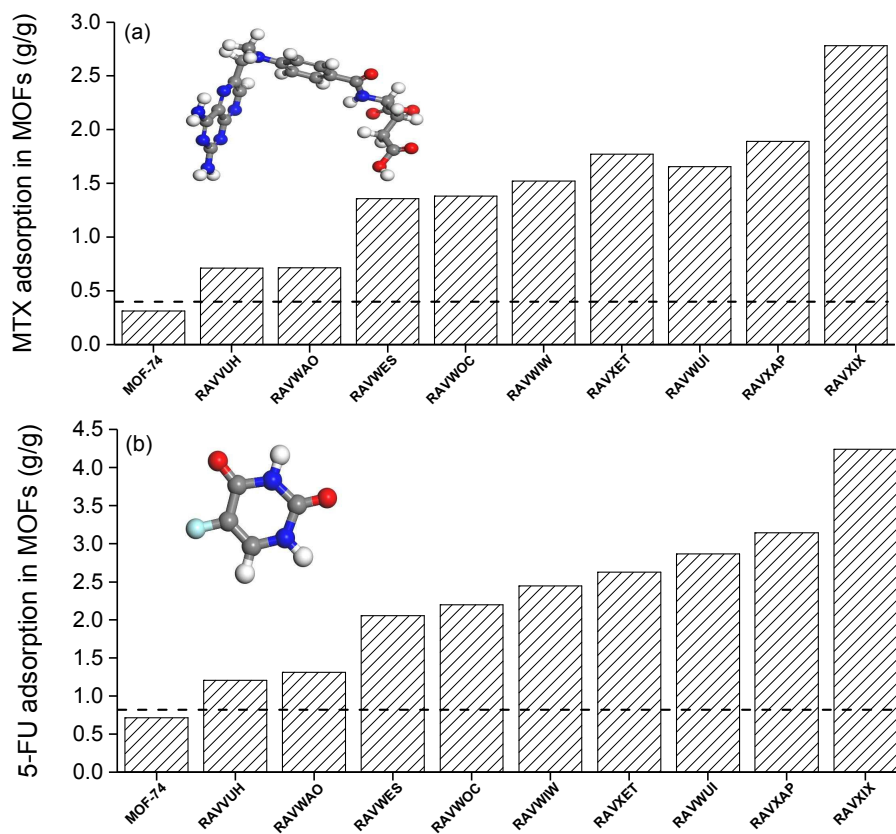 (a)
MTX adsorption in MOFs (g/g)
3.0
2.5
2.0
1.5
1.0
0.5
0.0
MOF-74
RAVVUH
RAVWAO
RAVWES
RAVWOC
RAVWIW
RAVXET
RAVWUI
RAVXAP
RAVXIX
(b)
5-FU adsorption in MOFs (g/g)
4.5
4.0
3.5
3.0
2.5
2.0
1.5
1.0
0.5
0.0
MOF-74
RAVVUH
RAVWAO
RAVWES
RAVWOC
RAVWIW
RAVXET
RAVWUI
RAVXAP
RAVXIX